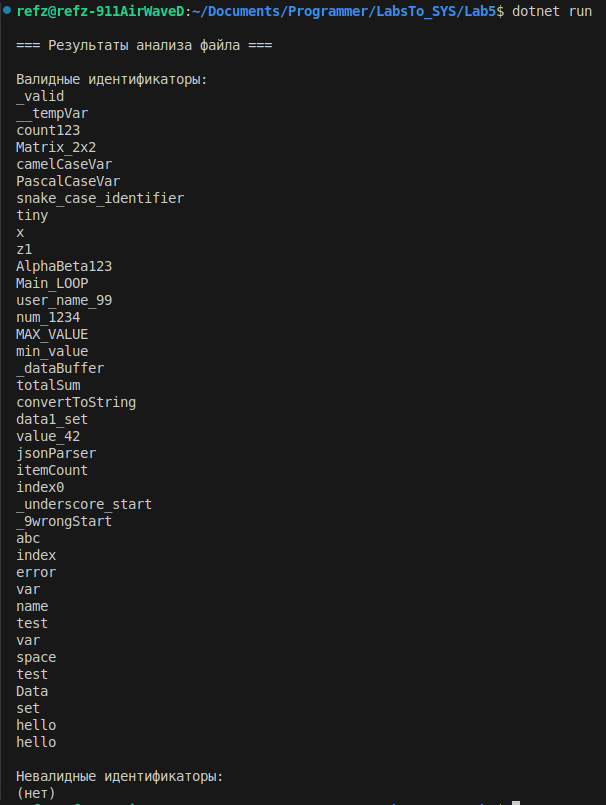 refz@refz-911AirWaveD:~/Documents/Programmer/LabsTo_SYS/Lab5$ dotnet run
=== Результаты анализа файла ===
Валидные идентификаторы:
_valid
__tempVar
count123
Matrix_2x2
camelCaseVar
PascalCaseVar
snake_case_identifier
tiny
x
z1
AlphaBeta123
Main_LOOP
user_name_99
num_1234
MAX_VALUE
min_value
_dataBuffer
totalSum
convertToString
data1_set
value_42
jsonParser
itemCount
index0
_underscore_start
_9wrongStart
abc
index
error
var
name
test
var
space
test
Data
set
hello
hello
Невалидные идентификаторы:
(нет)